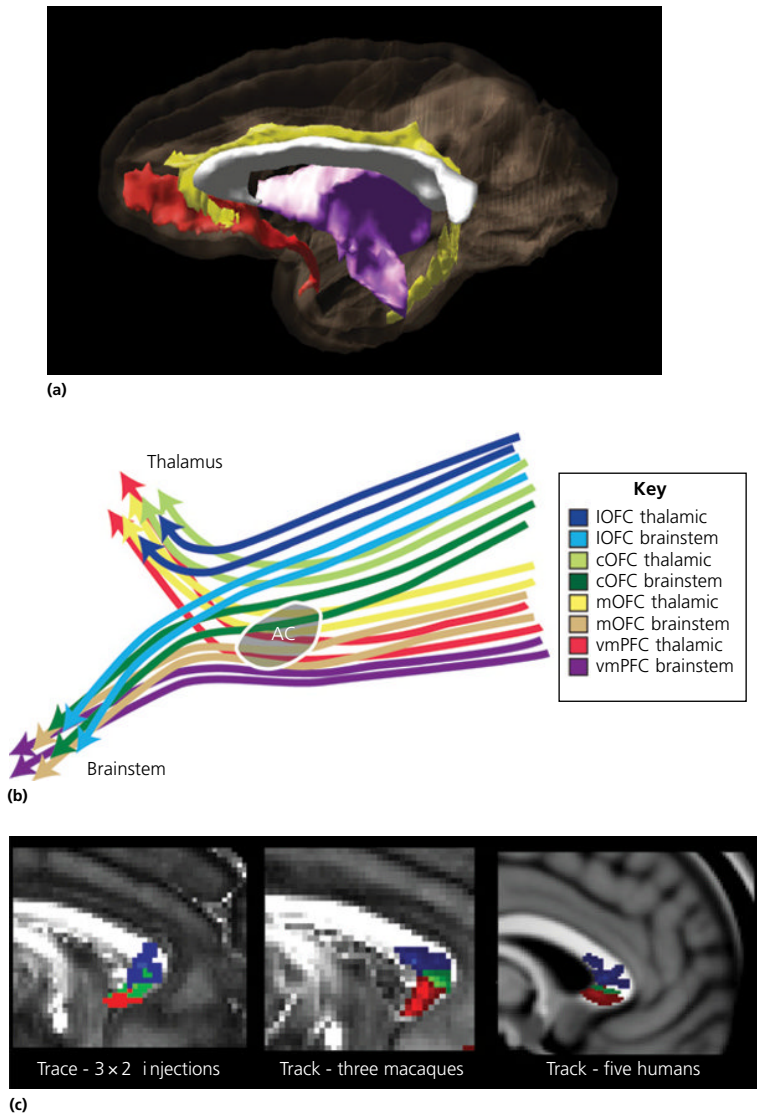 (a)
Thalamus
AC
Brainstem
Key
lOFC thalamic
lOFC brainstem
cOFC thalamic
cOFC brainstem
mOFC thalamic
mOFC brainstem
vmPFC thalamic
vmPFC brainstem
(b)
Trace - 3 × 2 injections
Track - three macaques
Track - five humans
(c)